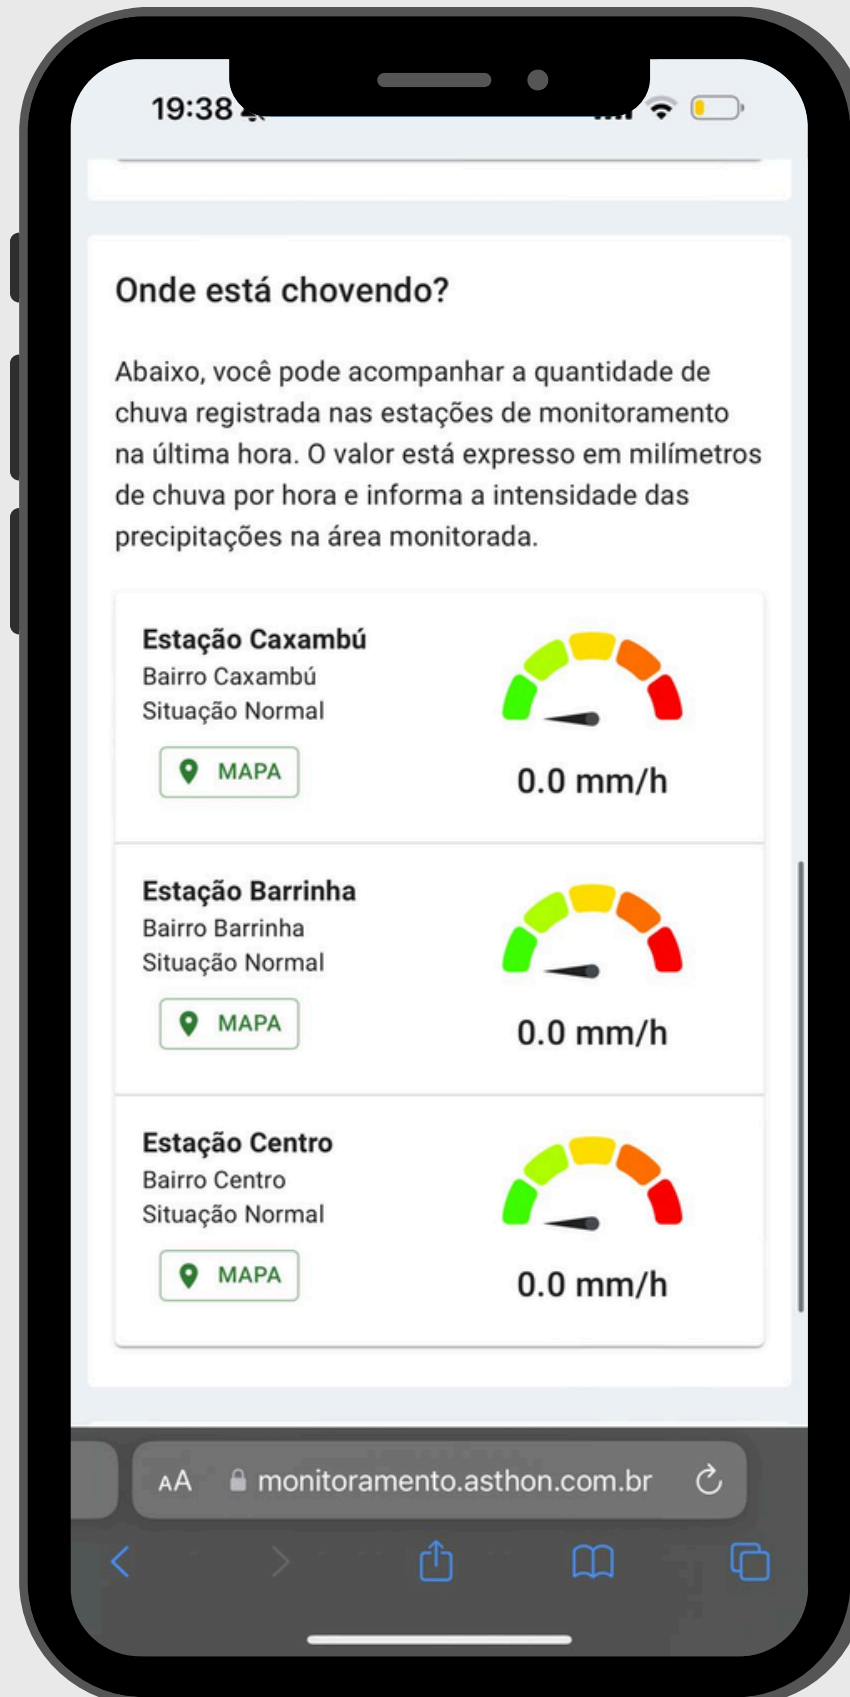 19:38
Onde está chovendo?
Abaixo, você pode acompanhar a quantidade de
chuva registrada nas estações de monitoramento
na última hora. O valor está expresso em milímetros
de chuva por hora e informa a intensidade das
precipitações na área monitorada.
Estação Caxambú
Bairro Caxambú
Situação Normal
MAPA
0.0 mm/h
Estação Barrinha
Bairro Barrinha
Situação Normal
MAPA
0.0 mm/h
Estação Centro
Bairro Centro
Situação Normal
MAPA
0.0 mm/h
AA monitoramento.asthon.com.br